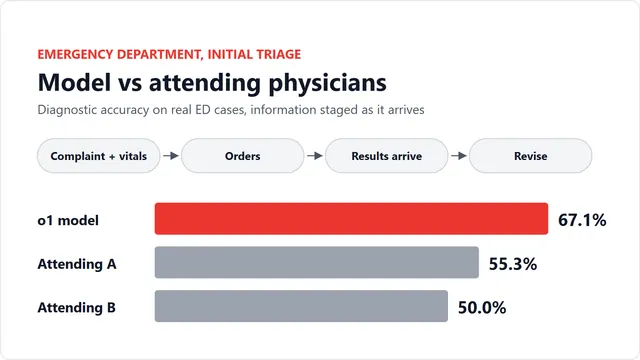 EMERGENCY DEPARTMENT, INITIAL TRIAGE
Model vs attending physicians
Diagnostic accuracy on real ED cases, information staged as it arrives
Complaint + vitals
Orders
Results arrive
Revise
o1 model
67.1%
Attending A
55.3%
Attending B
50.0%